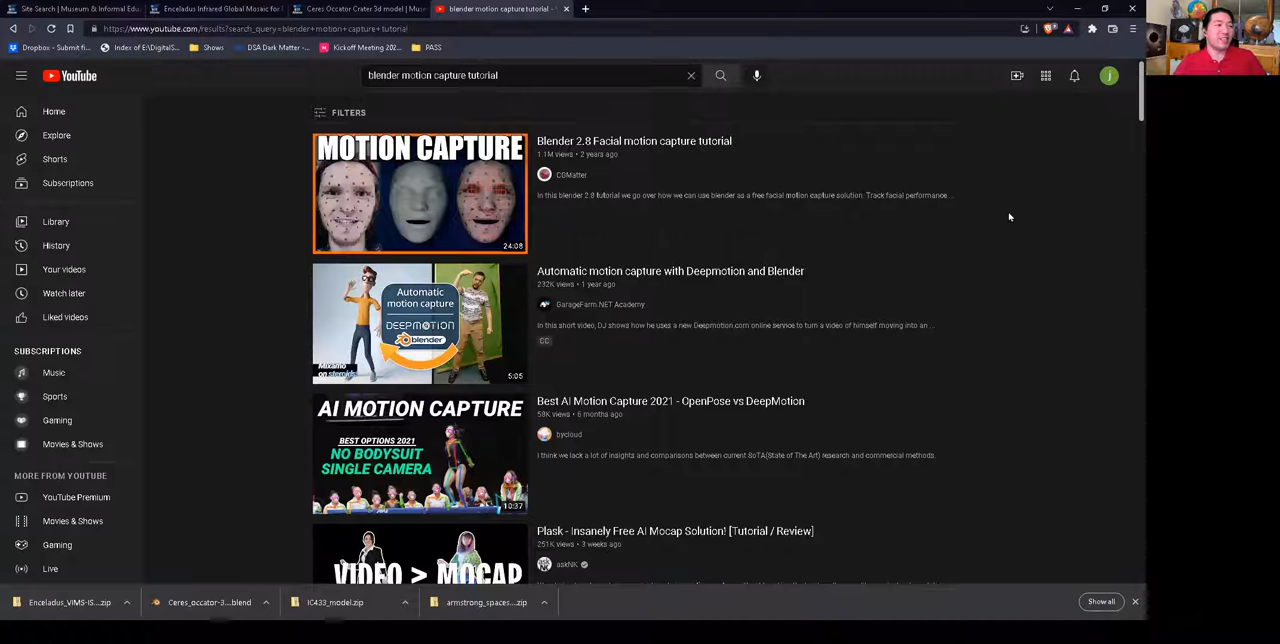 Site Search | Museum & Informal Edu
Enceladus Infrared Global Mosaic for
Ceres Occator Crater 3d model | Mus
blender motion capture tutorial -
https://www.youtube.com/results?search_query=blender+motion+capture+tutorial
Dropbox - Submit fi...
Index of E:\DigitalS...
Shows
DSA Dark Matter -...
Kickoff Meeting 202...
PASS
YouTube
blender motion capture tutorial
j
Home
Explore
Shorts
Subscriptions
Library
History
Your videos
Watch later
Liked videos
SUBSCRIPTIONS
Music
Sports
Gaming
Movies & Shows
MORE FROM YOUTUBE
YouTube Premium
Movies & Shows
Gaming
Live
FILTERS
MOTION CAPTURE
24:08
Blender 2.8 Facial motion capture tutorial
1.1M views • 2 years ago
CGMatter
In this blender 2.8 tutorial we go over how we can use blender as a free facial motion capture solution. Track facial performance...
Automatic
motion capture
DEEPMOTION
blender
Mixamo
on steroids
5:05
Automatic motion capture with Deepmotion and Blender
232K views • 1 year ago
GarageFarm.NET Academy
In this short video, DJ shows how he uses a new Deepmotion.com online service to turn a video of himself moving into an ...
CC
AI MOTION CAPTURE
BEST OPTIONS 2021
NO BODYSUIT
SINGLE CAMERA
10:37
Best AI Motion Capture 2021 - OpenPose vs DeepMotion
58K views • 6 months ago
bycloud
I think we lack a lot of insights and comparisons between current SoTA(State of The Art) research and commercial methods.
VIDEO > MOCAP
Plask - Insanely Free AI Mocap Solution! [Tutorial / Review]
251K views • 3 weeks ago
askNK
Enceladus_VIMS-IS....zip
Ceres_occator-3....blend
IC433_model.zip
armstrong_spaces....zip
Show all